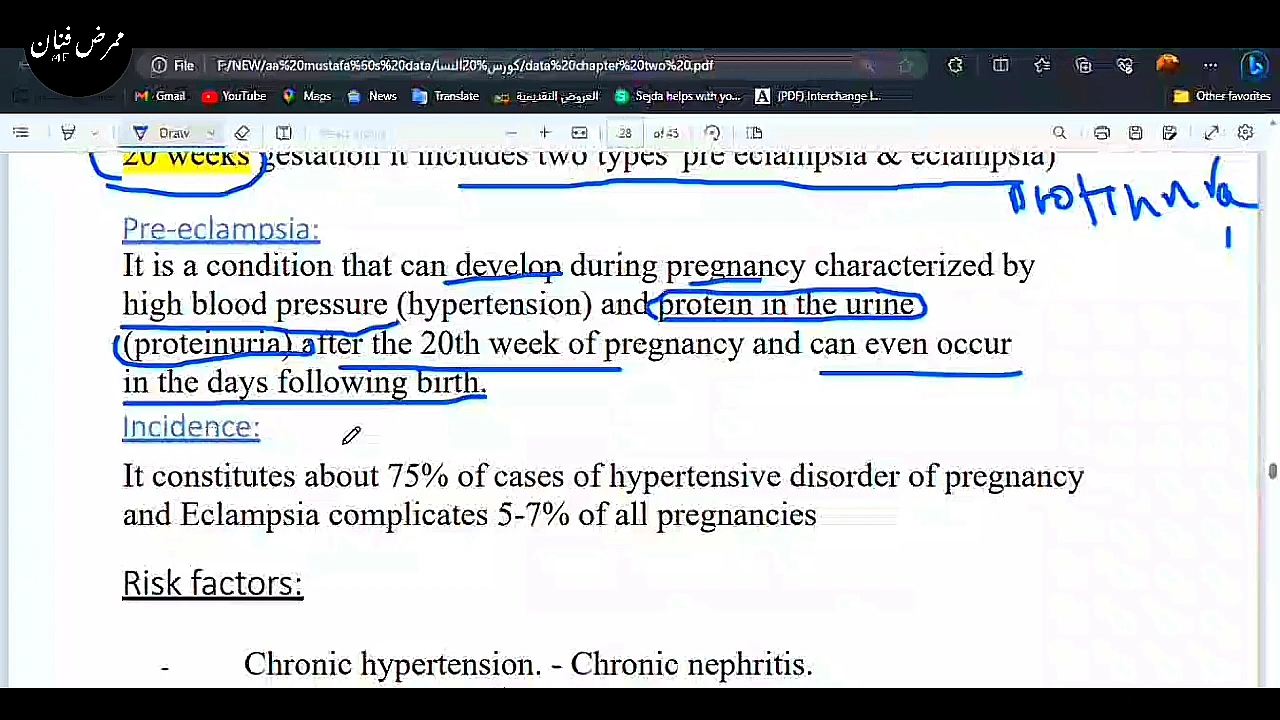 ممرض فنان
File F:/NEW/aa%20mustafa%60s%20data/كورس%20النسا/data%20chapter%20two%20.pdf
Gmail YouTube Maps News Translate العروض التقديمية Sejda helps with yo... [PDF] Interchange L... Other favorites
Draw 28 of 45
20 weeks gestation it includes two types pre eclampsia & eclampsia)
Pre-eclampsia:
It is a condition that can develop during pregnancy characterized by
high blood pressure (hypertension) and protein in the urine
(proteinuria) after the 20th week of pregnancy and can even occur
in the days following birth.
Incidence:
It constitutes about 75% of cases of hypertensive disorder of pregnancy
and Eclampsia complicates 5-7% of all pregnancies
Risk factors:
- Chronic hypertension. - Chronic nephritis.